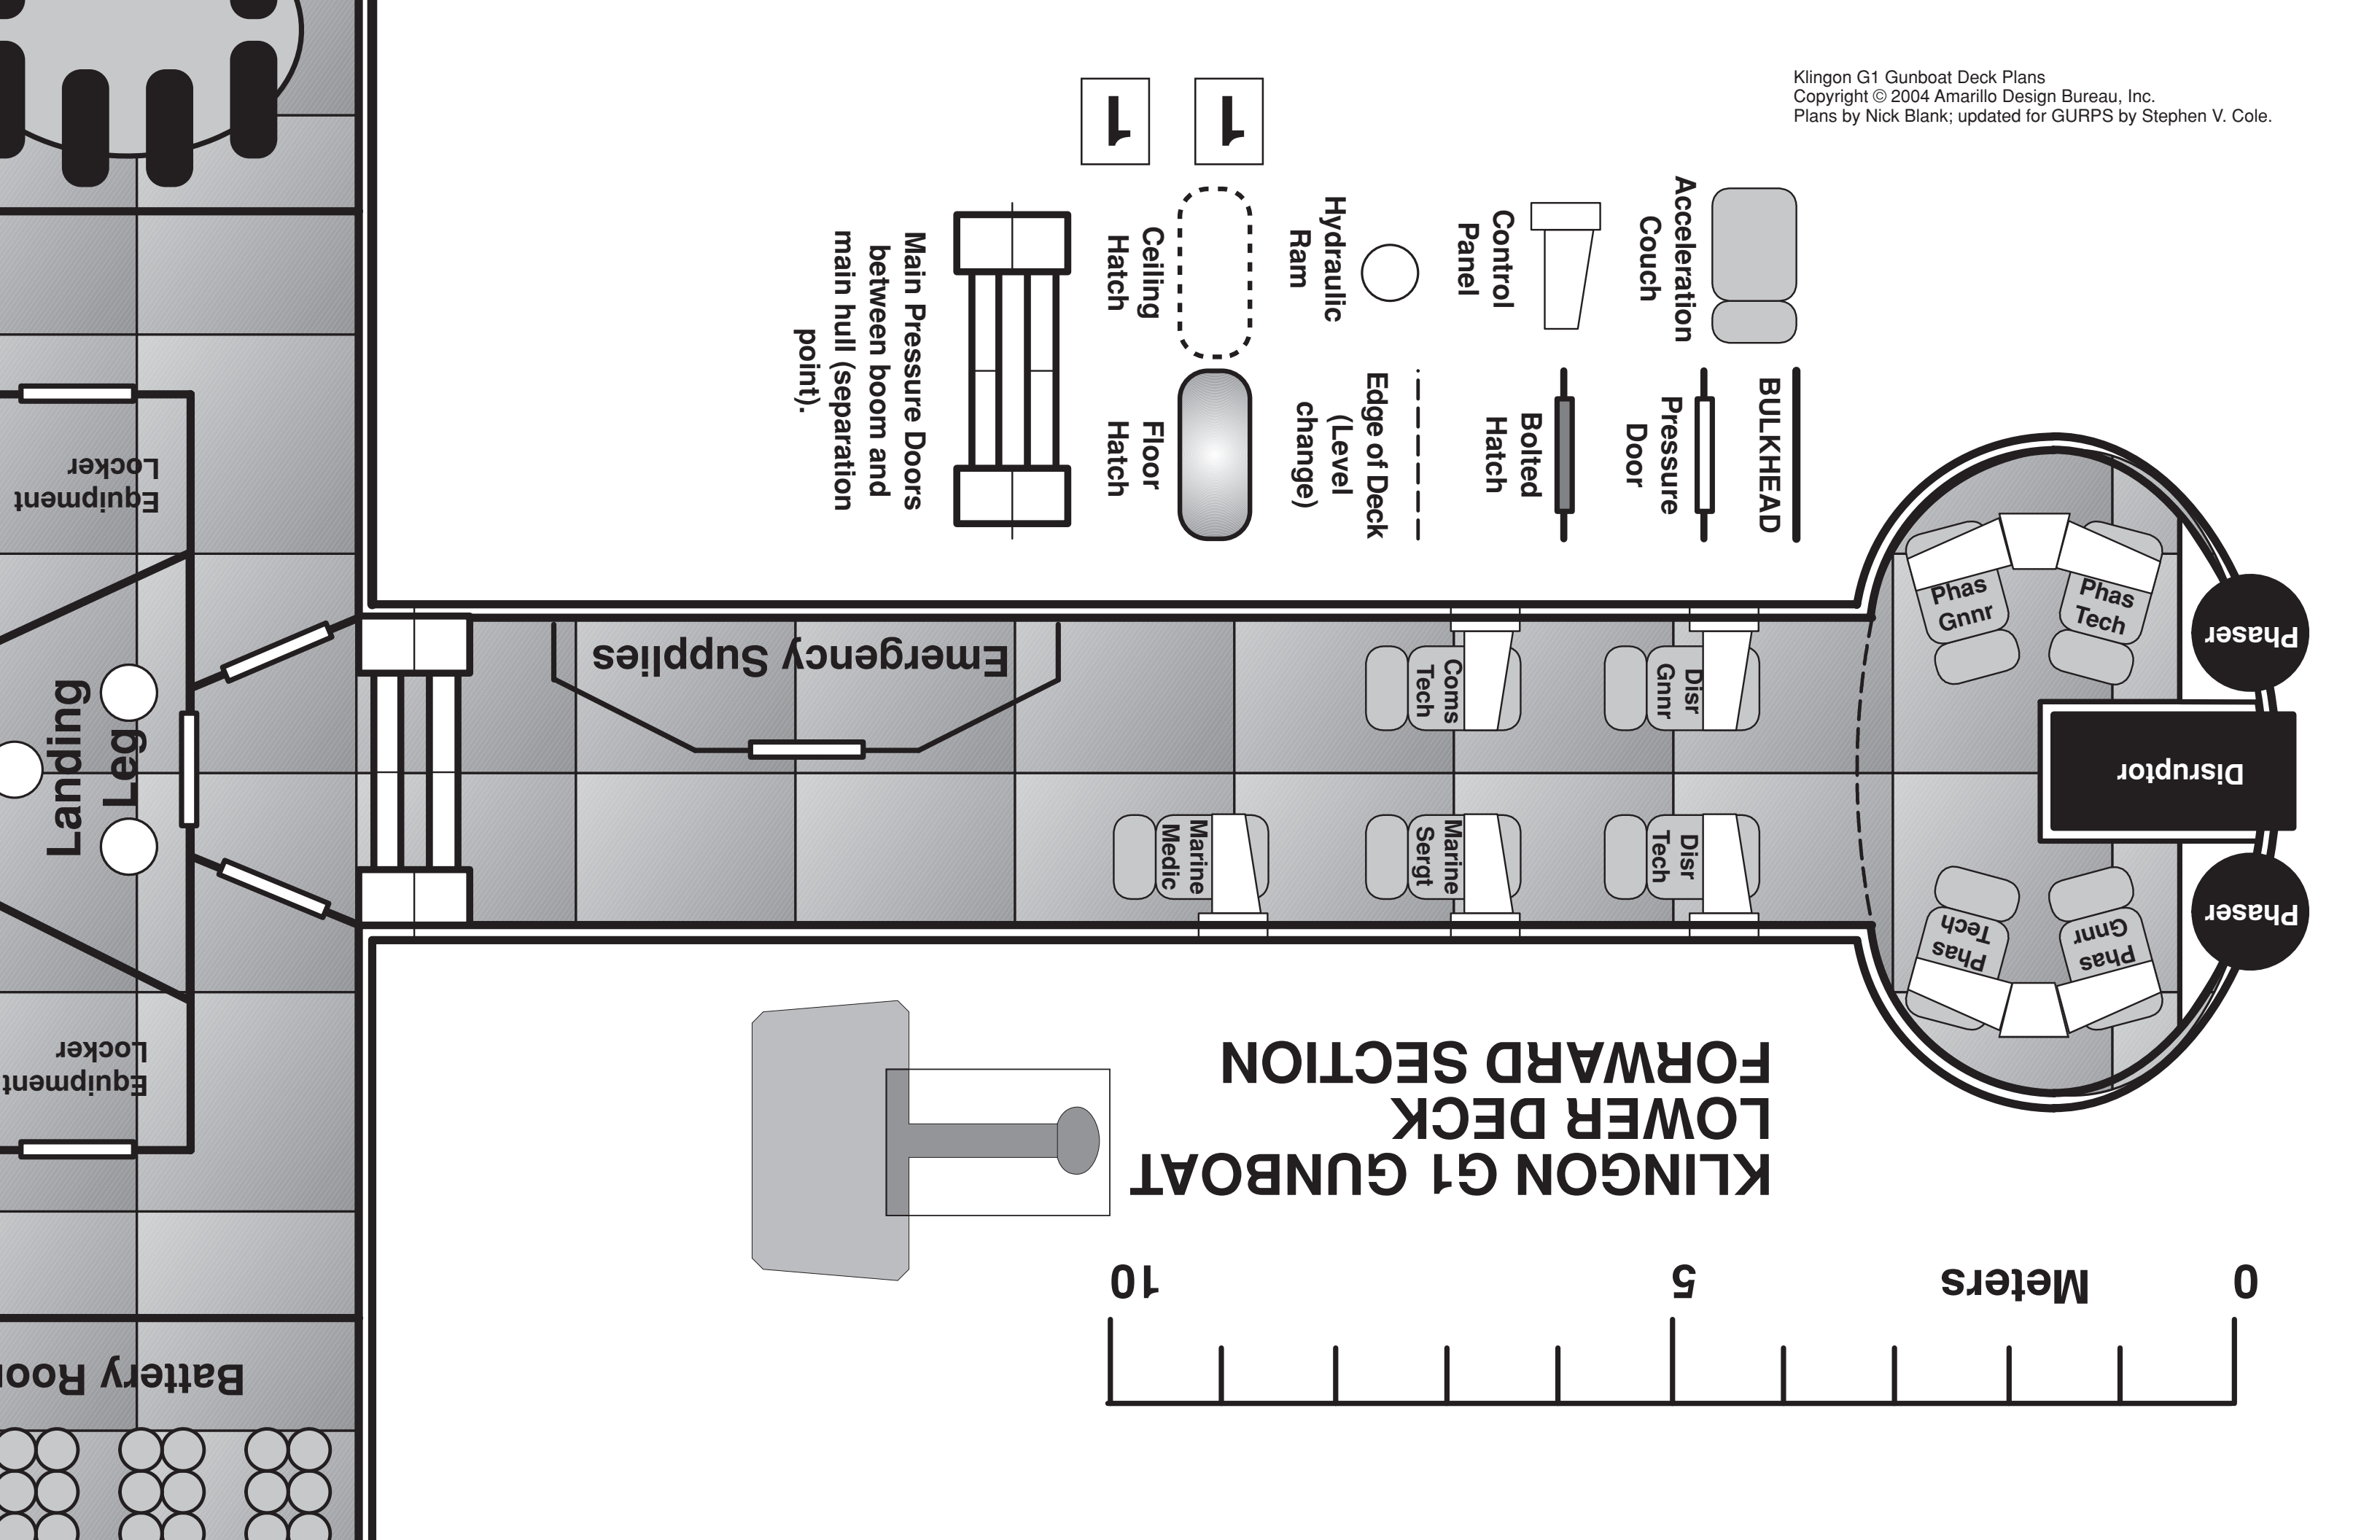 Klingon G1 Gunboat Deck Plans
Copyright © 2004 Amarillo Design Bureau, Inc.
Plans by Nick Blank; updated for GURPS by Stephen V. Cole.
1
1
Acceleration
Couch
Control
Panel
Hydraulic
Ram
Ceiling
Hatch
Main Pressure Doors
between boom and
main hull (separation
point).
BULKHEAD
Pressure
Door
Bolted
Hatch
Edge of Deck
(Level
change)
Floor
Hatch
Equipment
Locker
Landing
Leg
Equipment
Locker
Emergency Supplies
Coms
Tech
Disr
Gnnr
Marine
Medic
Marine
Sergt
Disr
Tech
Phas
Gnnr
Phas
Tech
Phaser
Disruptor
Phaser
Phas
Tech
Phas
Gnnr
KLINGON G1 GUNBOAT
LOWER DECK
FORWARD SECTION
0
Meters
5
10
Battery Roo